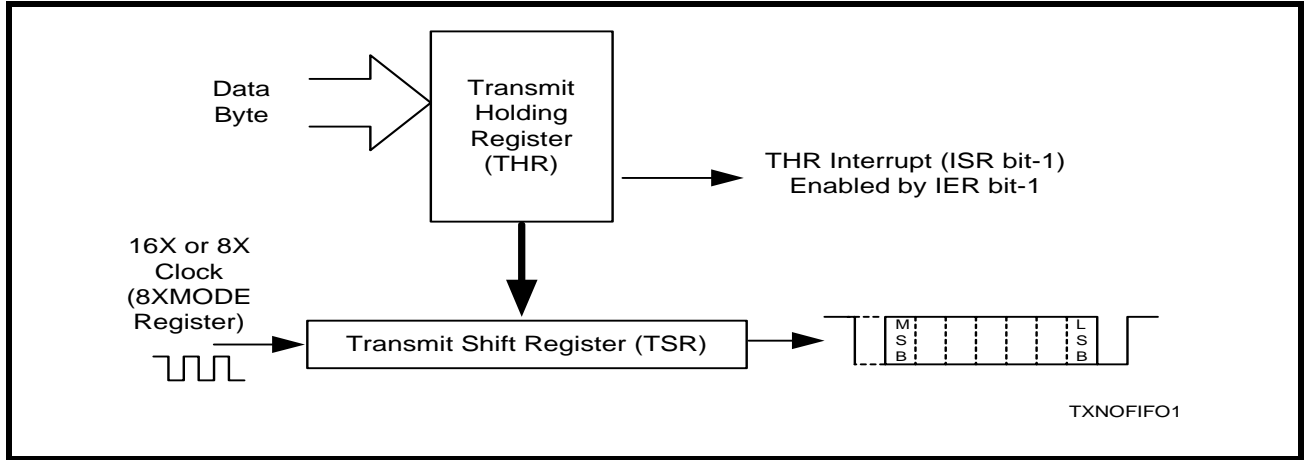 Data
Byte
Transmit
Holding
Register
(THR)
THR Interrupt (ISR bit-1)
Enabled by IER bit-1
16X or 8X
Clock
(8XMODE
Register)
Transmit Shift Register (TSR)
M
S
B
L
S
B
TXNOFIFO1